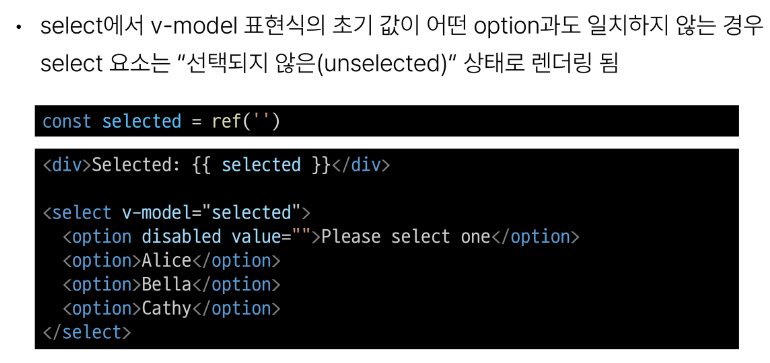 • select에서 v-model 표현식의 초기 값이 어떤 option과도 일치하지 않는 경우
select 요소는 “선택되지 않은(unselected)“ 상태로 렌더링 됨
const selected = ref('')
<div>Selected: {{ selected }}</div>
<select v-model="selected">
  <option disabled value="">Please select one</option>
  <option>Alice</option>
  <option>Bella</option>
  <option>Cathy</option>
</select>